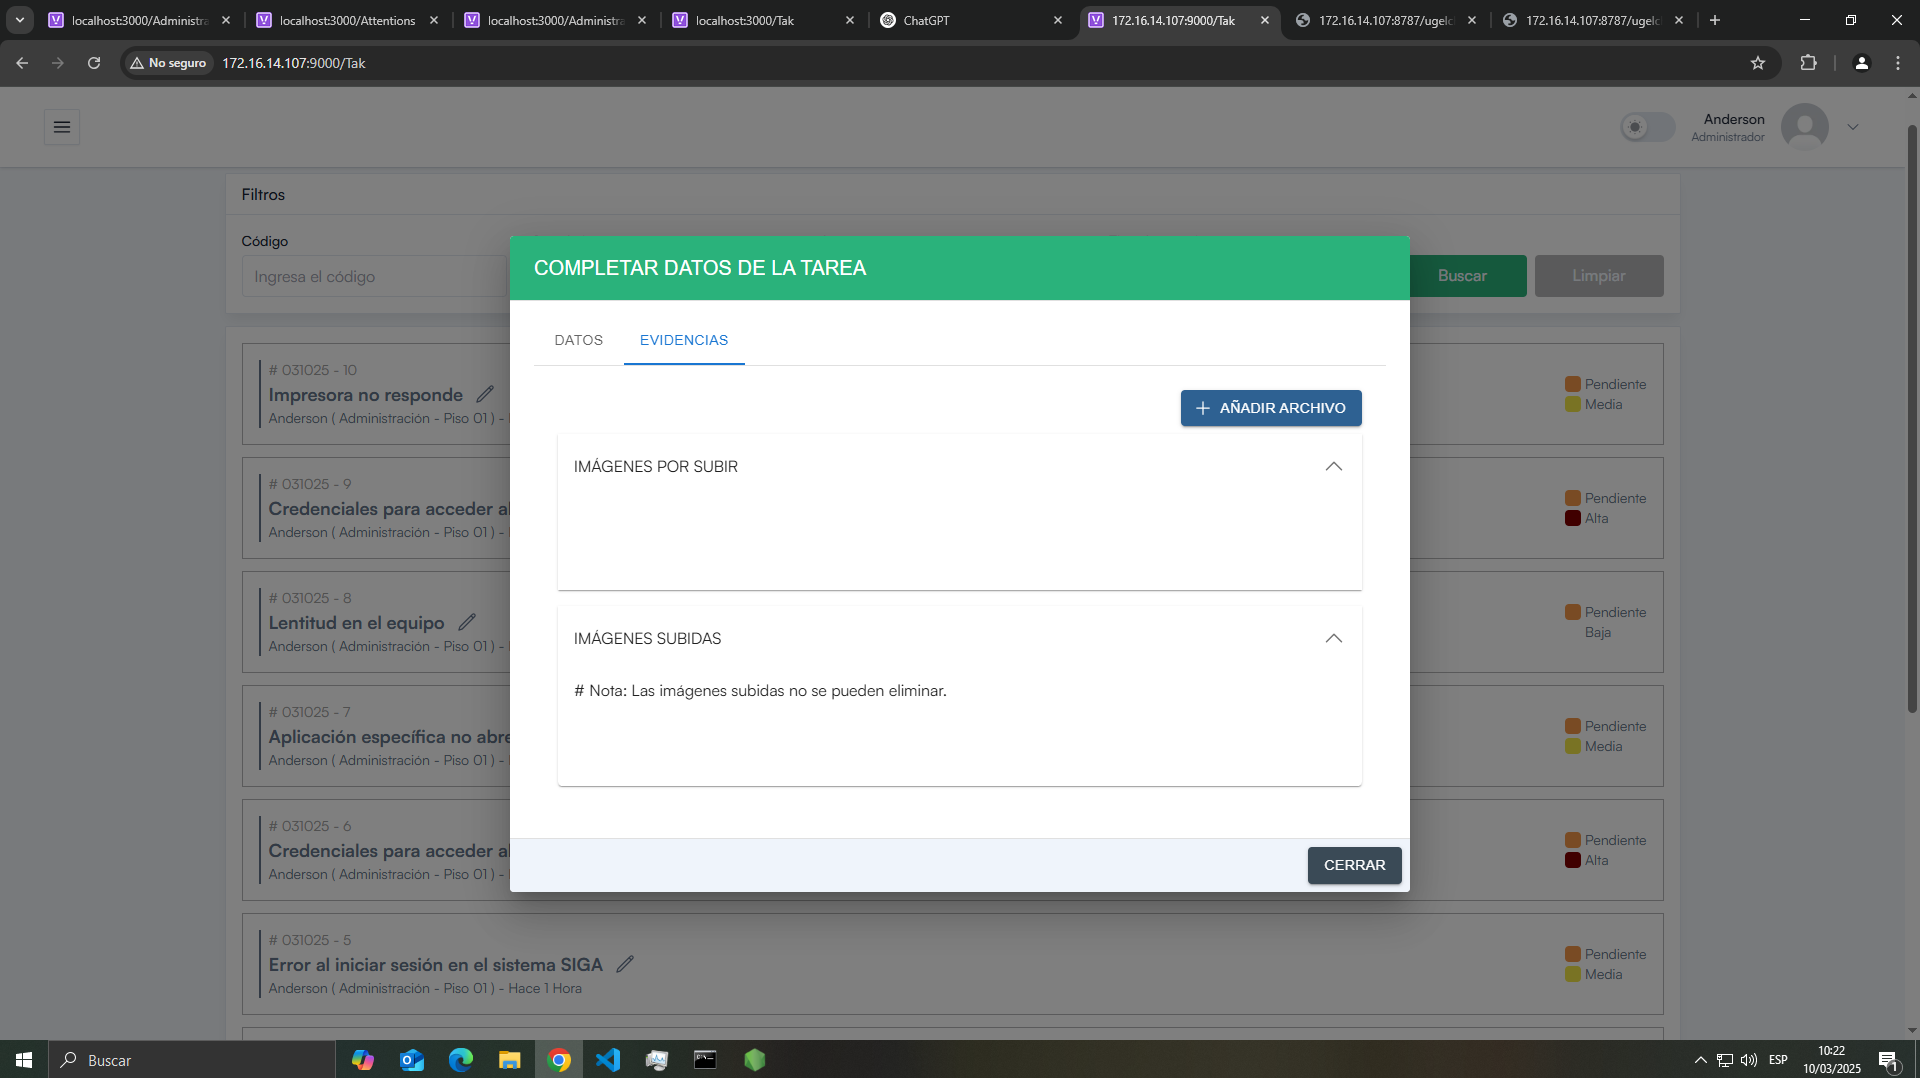 localhost:3000/Administra
localhost:3000/Attentions
localhost:3000/Administra
localhost:3000/Tak
ChatGPT
172.16.14.107:9000/Tak
172.16.14.107:8787/ugelc
172.16.14.107:8787/ugelc
No seguro
172.16.14.107:9000/Tak
Anderson
Administrador
Filtros
Código
Ingresa el código
Buscar
Limpiar
COMPLETAR DATOS DE LA TAREA
DATOS
EVIDENCIAS
AÑADIR ARCHIVO
IMÁGENES POR SUBIR
IMÁGENES SUBIDAS
# Nota: Las imágenes subidas no se pueden eliminar.
CERRAR
# 031025 - 10
Impresora no responde
Anderson ( Administración - Piso 01 ) -
Pendiente
Media
# 031025 - 9
Credenciales para acceder al
Anderson ( Administración - Piso 01 ) -
Pendiente
Alta
# 031025 - 8
Lentitud en el equipo
Anderson ( Administración - Piso 01 ) -
Pendiente
Baja
# 031025 - 7
Aplicación específica no abre
Anderson ( Administración - Piso 01 ) -
Pendiente
Media
# 031025 - 6
Credenciales para acceder al
Anderson ( Administración - Piso 01 ) -
Pendiente
Alta
# 031025 - 5
Error al iniciar sesión en el sistema SIGA
Anderson ( Administración - Piso 01 ) - Hace 1 Hora
Pendiente
Media
Buscar
ESP
10:22
10/03/2025
1